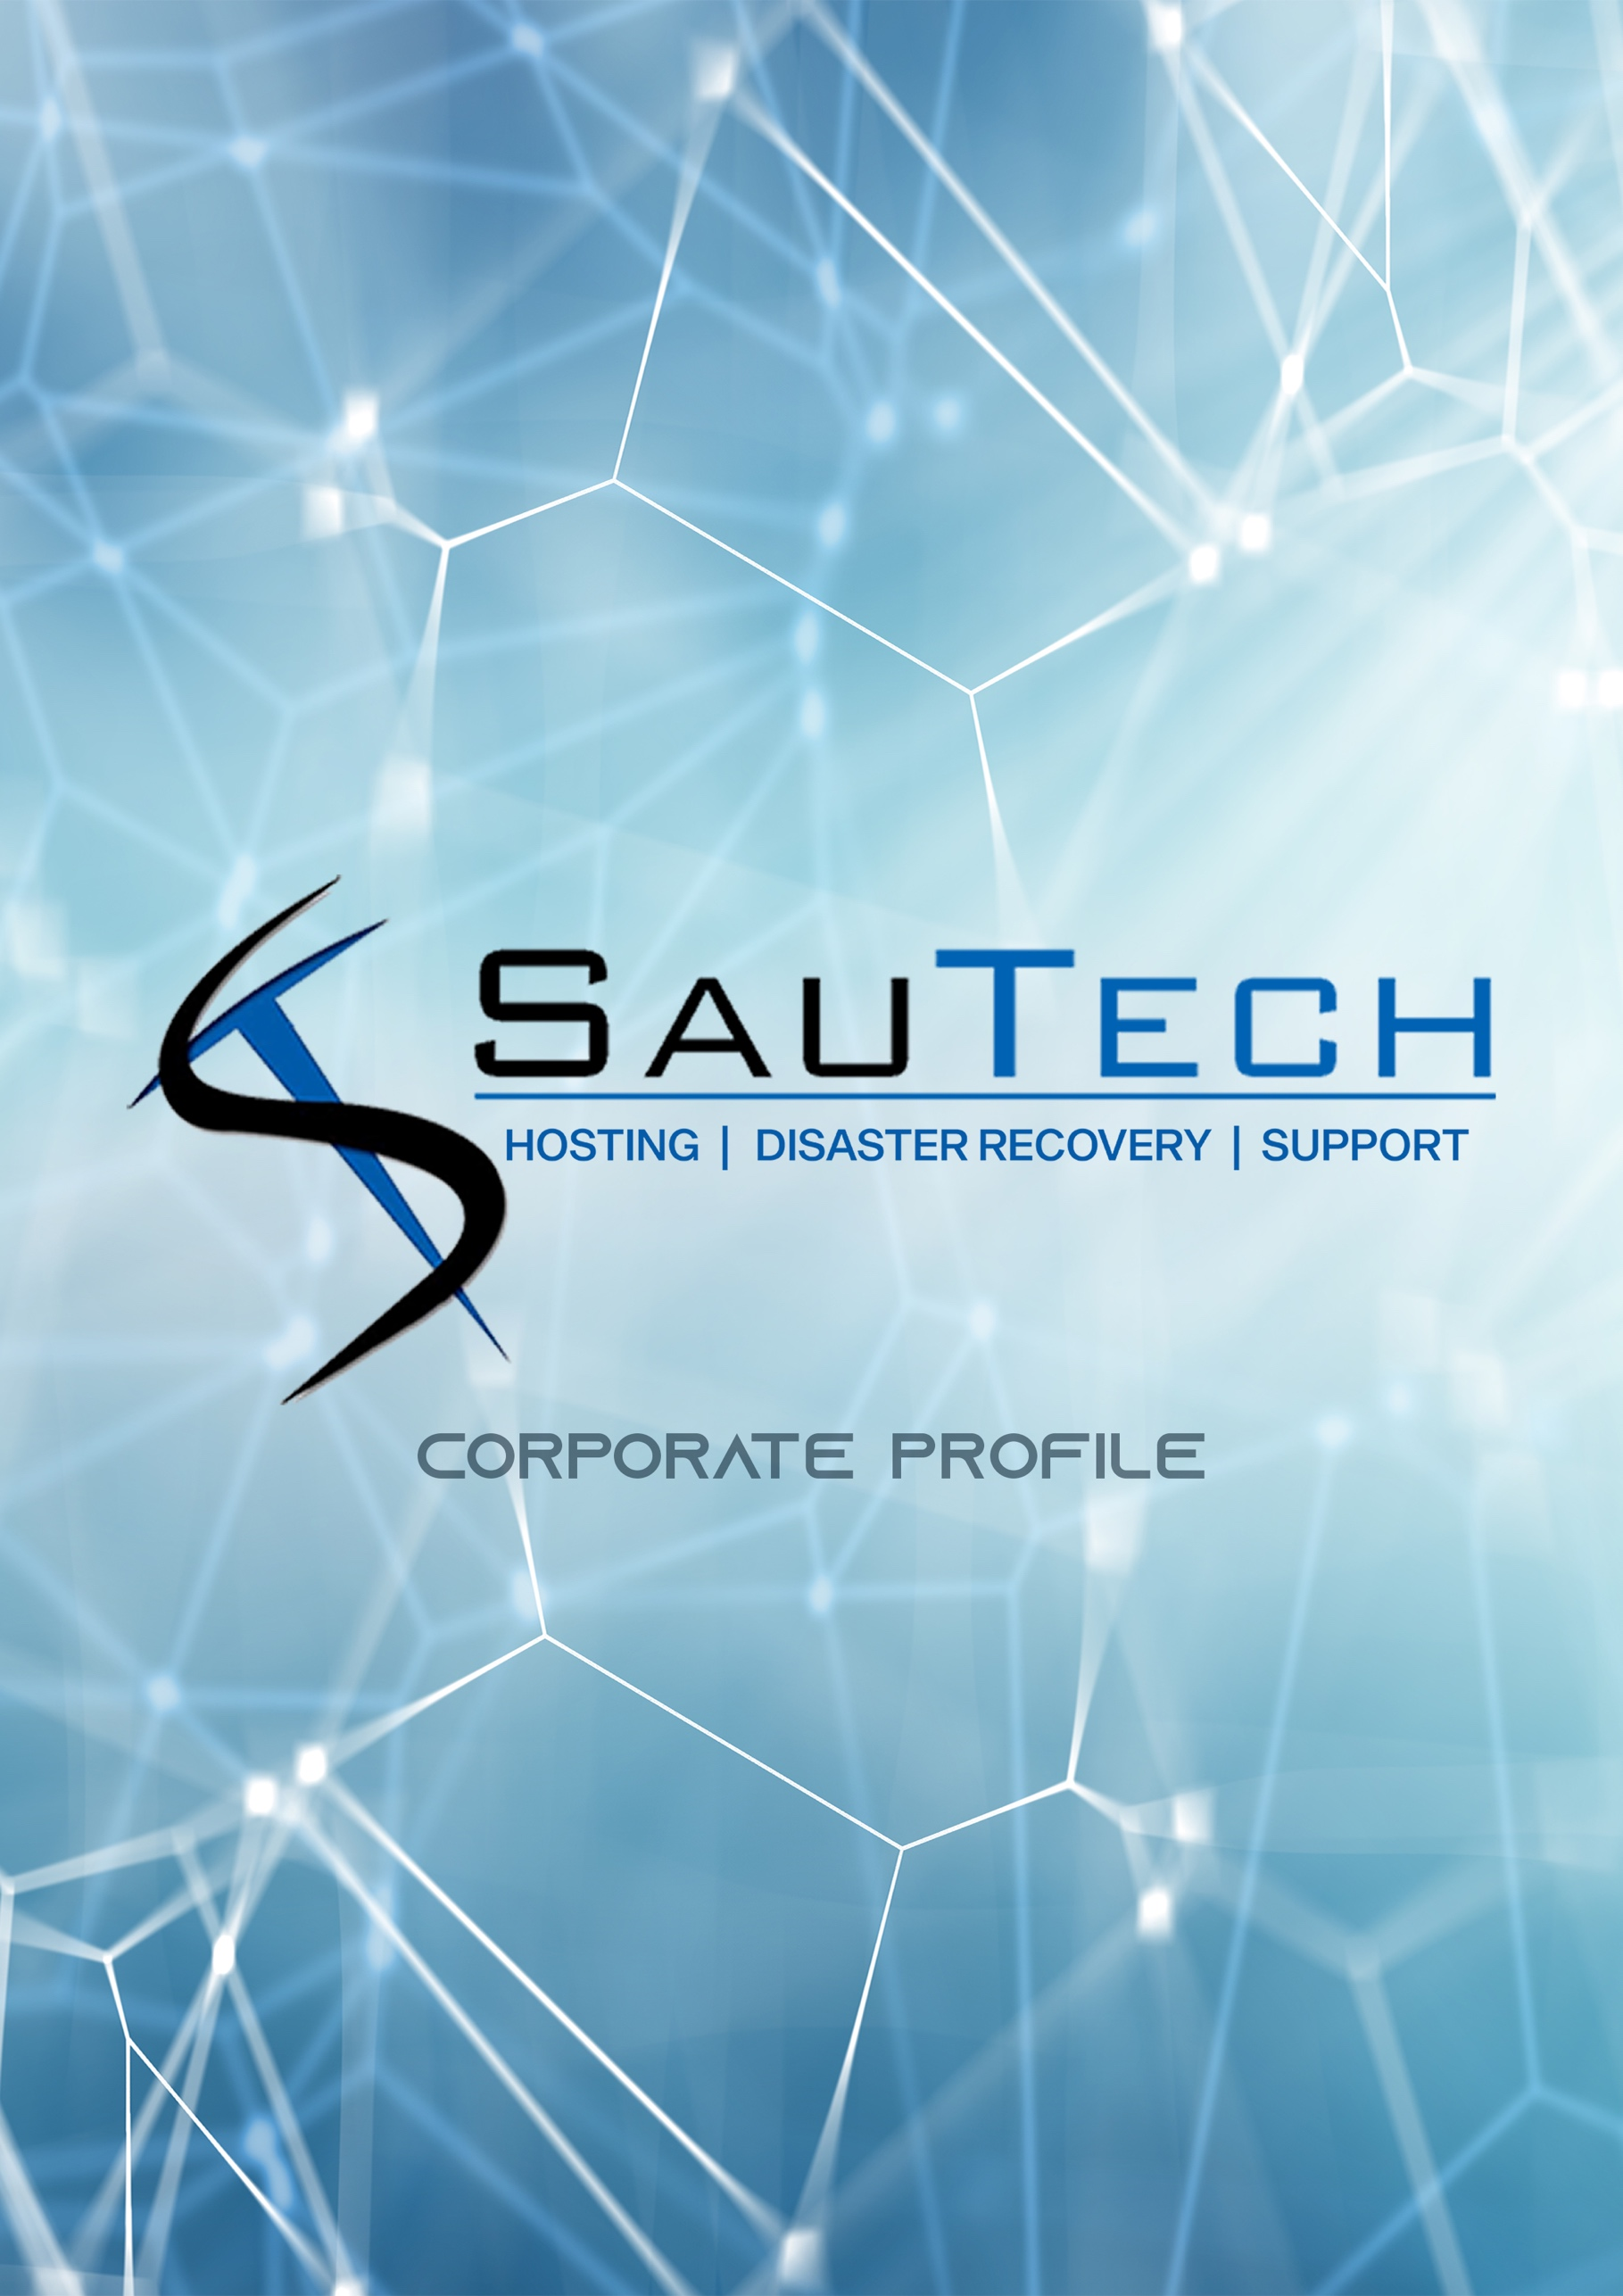 SAUTECH
HOSTING | DISASTER RECOVERY | SUPPORT
CORPORATE PROFILE